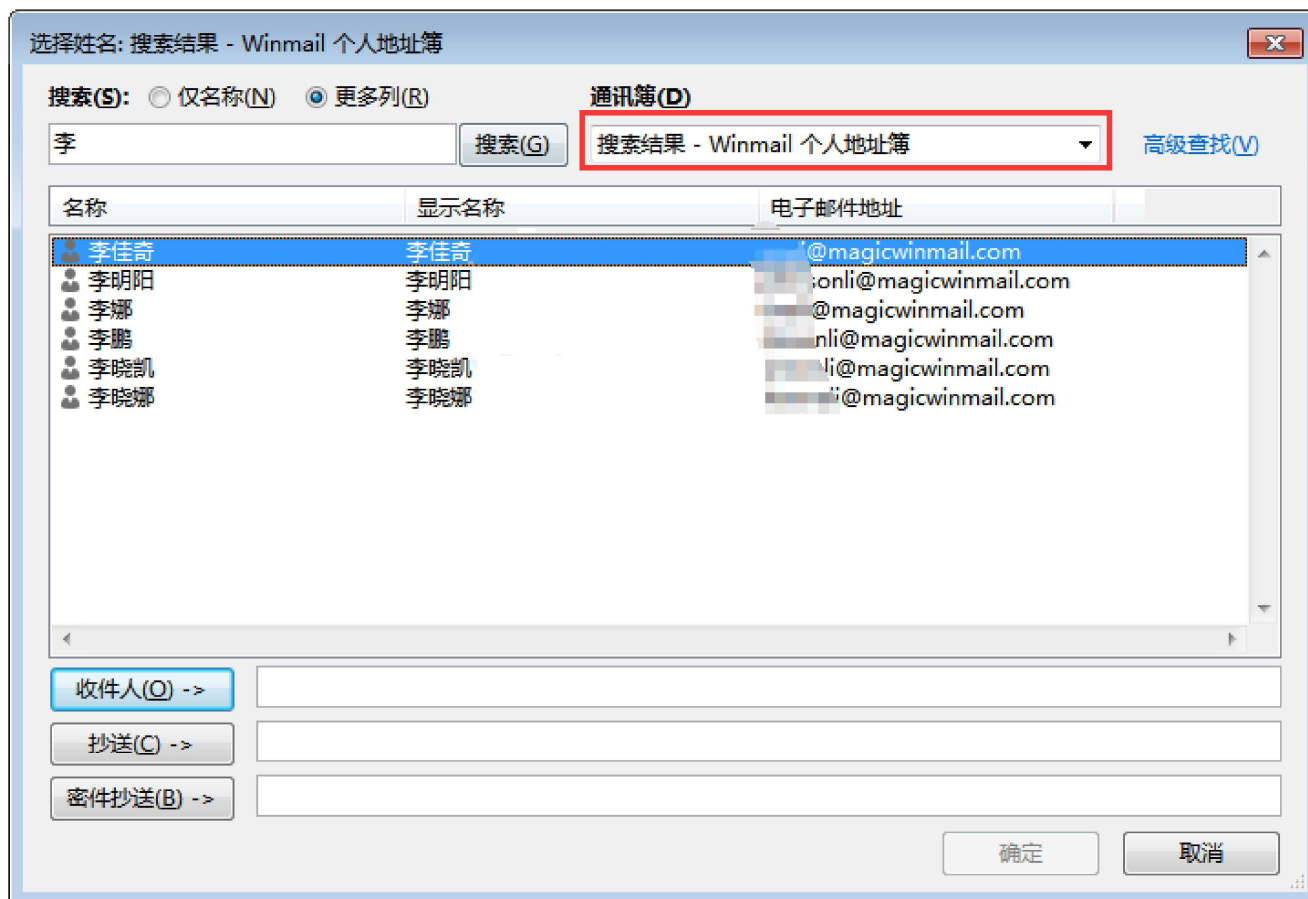 选择姓名: 搜索结果 - Winmail 个人地址簿
搜索(S): 仅名称(N) 更多列(R) 通讯簿(D)
李 搜索(G) 搜索结果 - Winmail 个人地址簿 高级查找(V)
名称 显示名称 电子邮件地址
李佳奇 李佳奇 @magicwinmail.com
李明阳 李明阳 sonli@magicwinmail.com
李娜 李娜 @magicwinmail.com
李鹏 李鹏 nli@magicwinmail.com
李晓凯 李晓凯 li@magicwinmail.com
李晓娜 李晓娜 @magicwinmail.com
收件人(O) ->
抄送(C) ->
密件抄送(B) ->
确定 取消